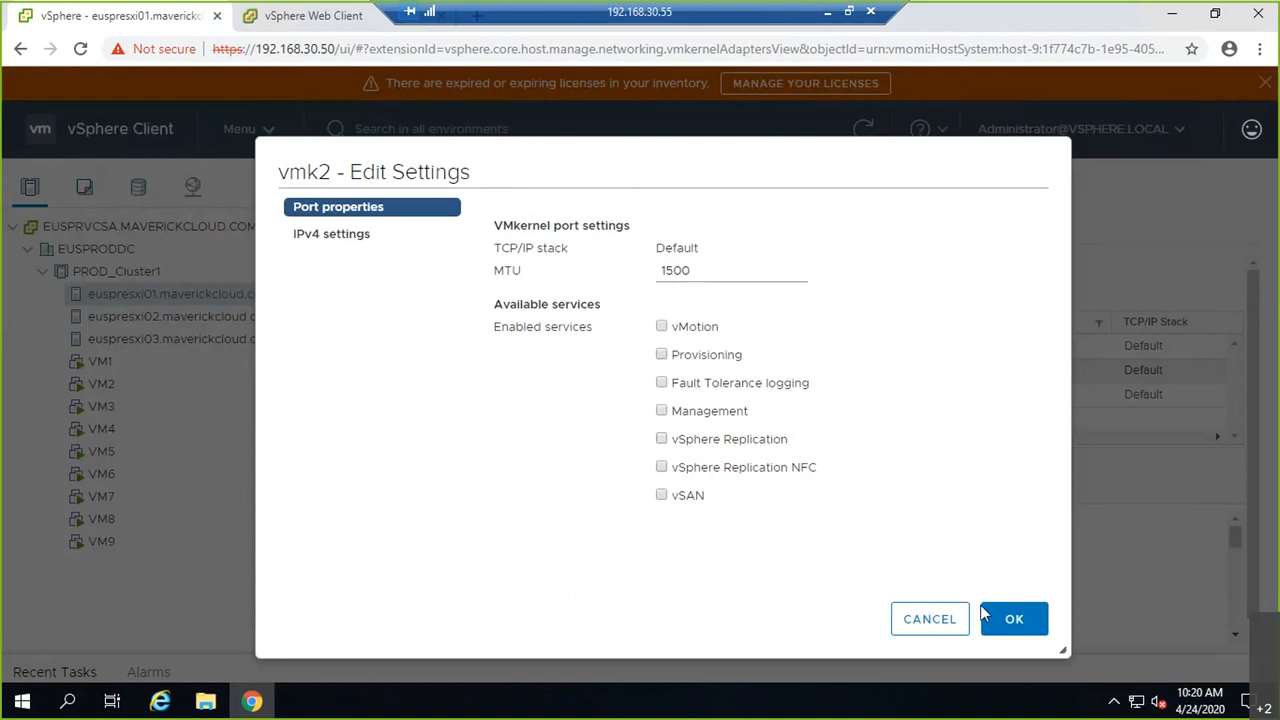 vSphere - euspresxi01.maverickcl
vSphere Web Client
192.168.30.55
Not secure
https://192.168.30.50/ui/#?extensionId=vsphere.core.host.manage.networking.vmkernelAdaptersView&objectId=urn:vmomi:HostSystem:host-9:1f774c7b-1e95-405...
There are expired or expiring licenses in your inventory.
MANAGE YOUR LICENSES
vm vSphere Client
Menu
Search in all environments
Administrator@VSPHERE.LOCAL
vmk2 - Edit Settings
Port properties
IPv4 settings
VMkernel port settings
TCP/IP stack Default
MTU 1500
Available services
Enabled services
vMotion
Provisioning
Fault Tolerance logging
Management
vSphere Replication
vSphere Replication NFC
vSAN
CANCEL
OK
EUSPRVCSA.MAVERICKCLOUD.COM
EUSPRODDC
PROD_Cluster1
euspresxi01.maverickcloud.c
euspresxi02.maverickcloud.c
euspresxi03.maverickcloud.c
VM1
VM2
VM3
VM4
VM5
VM6
VM7
VM8
VM9
TCP/IP Stack
Default
Default
Default
Recent Tasks
Alarms
10:20 AM
4/24/2020
+2